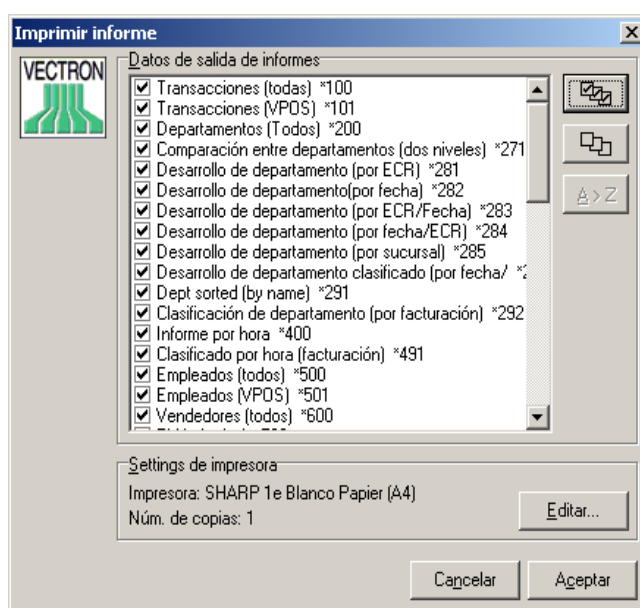 Imprimir informe
VECTRON
Datos de salida de informes
Transacciones (todas) *100
Transacciones (VPOS) *101
Departamentos (Todos) *200
Comparación entre departamentos (dos niveles) *271
Desarrollo de departamento (por ECR) *281
Desarrollo de departamento(por fecha) *282
Desarrollo de departamento (por ECR/Fecha) *283
Desarrollo de departamento (por fecha/ECR) *284
Desarrollo de departamento (por sucursal) *285
Desarrollo de departamento clasificado (por fecha/
Dept sorted (by name) *291
Clasificación de departamento (por facturación) *292
Informe por hora *400
Clasificado por hora (facturación) *491
Empleados (todos) *500
Empleados (VPOS) *501
Vendedores (todos) *600
A>Z
Settings de impresora
Impresora: SHARP 1e Blanco Papier (A4)
Núm. de copias: 1
Editar...
Cancelar
Aceptar